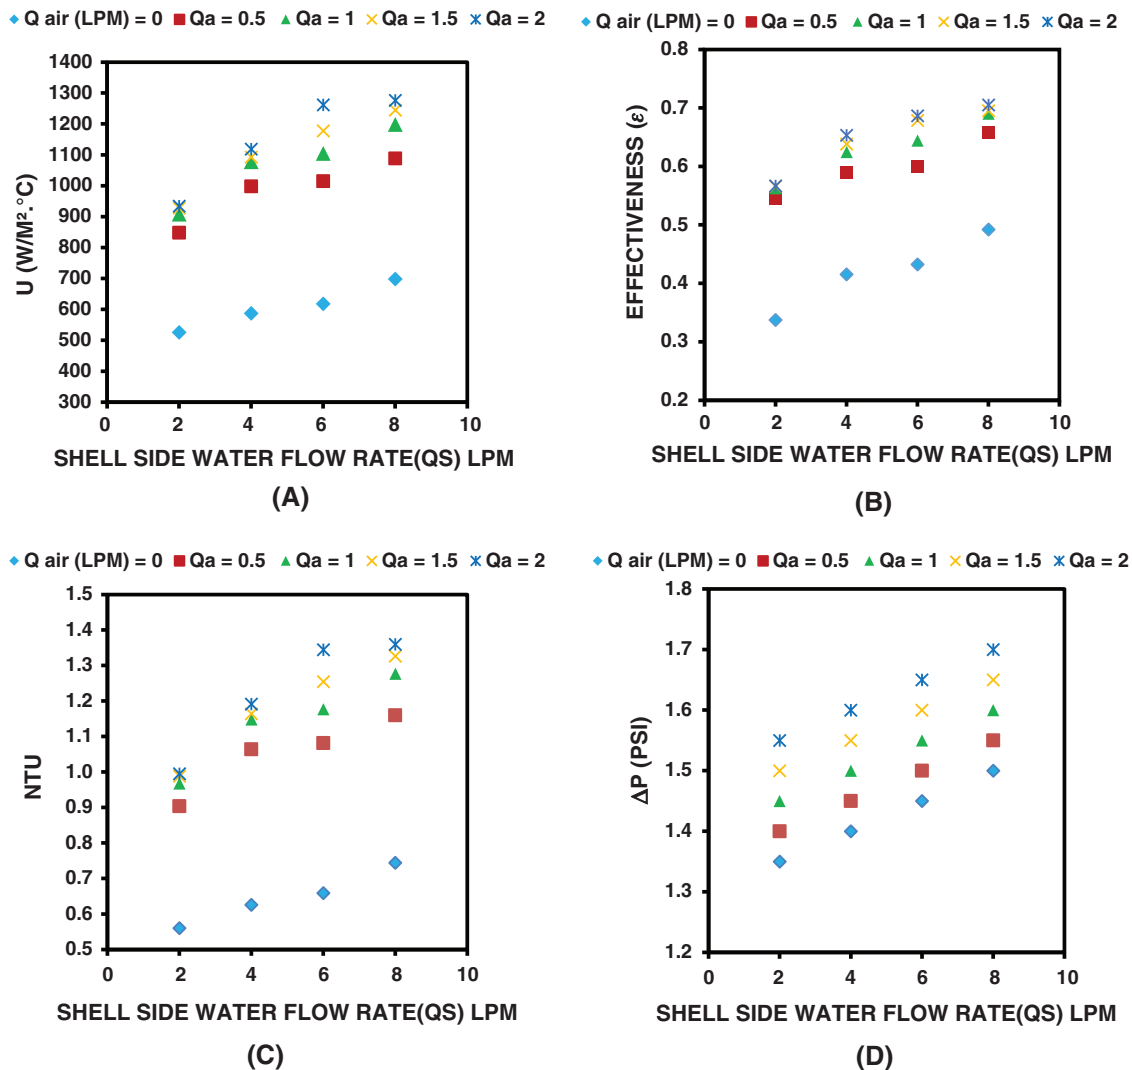 Q air (LPM) = 0 Qa = 0.5 Qa = 1 Qa = 1.5 Qa = 2
1400
1300
1200
1100
1000
900
800
700
600
500
400
300
0 2 4 6 8 10
U (W/M².°C)
SHELL SIDE WATER FLOW RATE(QS) LPM
(A)
Q air (LPM) = 0 Qa = 0.5 Qa = 1 Qa = 1.5 Qa = 2
0.8
0.7
0.6
0.5
0.4
0.3
0.2
0 2 4 6 8 10
EFFECTIVENESS (ε)
SHELL SIDE WATER FLOW RATE(QS) LPM
(B)
Q air (LPM) = 0 Qa = 0.5 Qa = 1 Qa = 1.5 Qa = 2
1.5
1.4
1.3
1.2
1.1
1.0
0.9
0.8
0.7
0.6
0.5
0 2 4 6 8 10
NTU
SHELL SIDE WATER FLOW RATE(QS) LPM
(C)
Q air (LPM) = 0 Qa = 0.5 Qa = 1 Qa = 1.5 Qa = 2
1.8
1.7
1.6
1.5
1.4
1.3
1.2
0 2 4 6 8 10
ΔP (PSI)
SHELL SIDE WATER FLOW RATE(QS) LPM
(D)